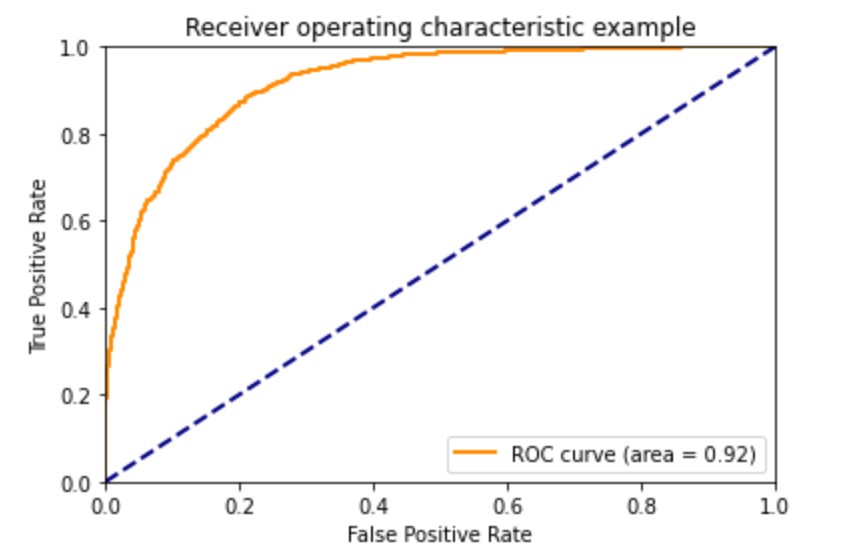 Receiver operating characteristic example
1.0
0.8
0.6
0.4
0.2
0.0
True Positive Rate
ROC curve (area = 0.92)
0.0 0.2 0.4 0.6 0.8 1.0
False Positive Rate